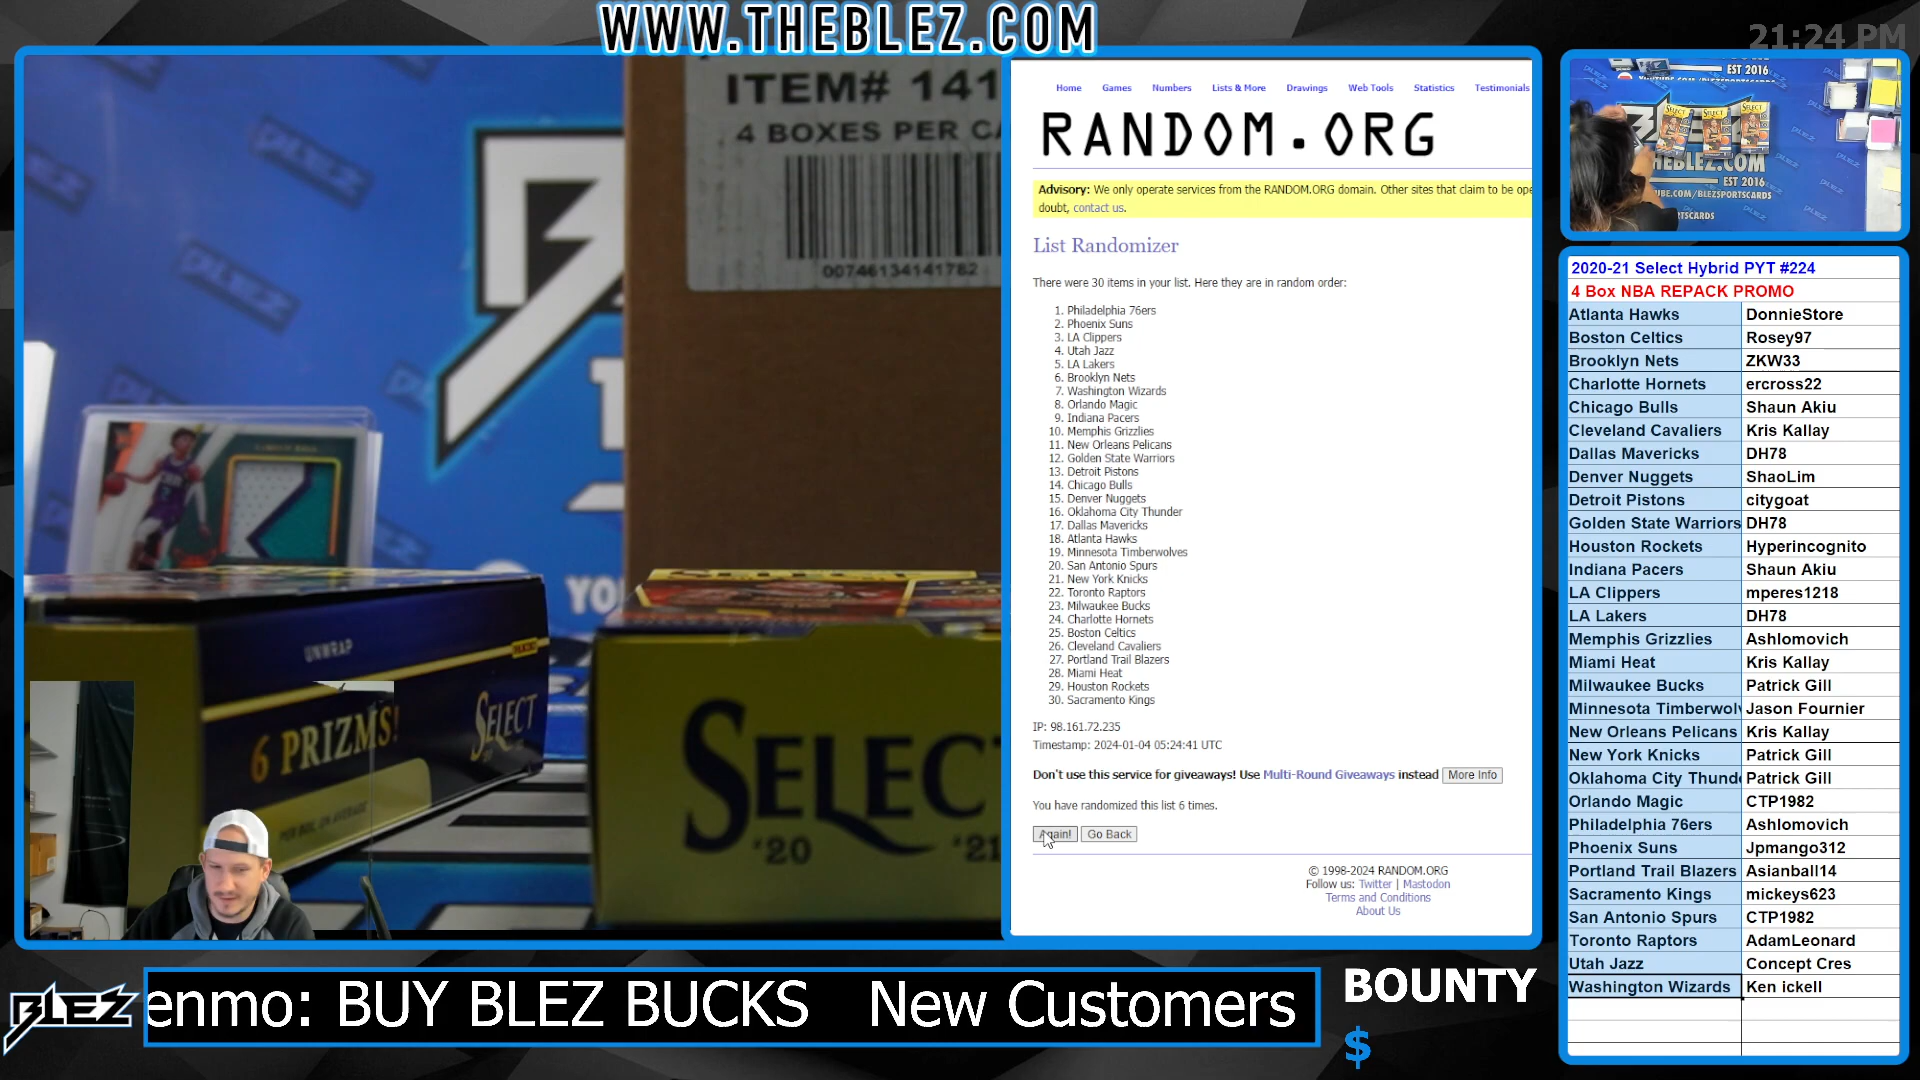 WWW.THEBLEZ.COM
21:24 PM
ITEM# 141
4 BOXES PER CA
00746134141782
UNWRAP
6 PRIZMS!
SELECT
SELECT
'20 '21
Home Games Numbers Lists & More Drawings Web Tools Statistics Testimonials
RANDOM.ORG
Advisory: We only operate services from the RANDOM.ORG domain. Other sites that claim to be ope
doubt, contact us.
List Randomizer
There were 30 items in your list. Here they are in random order:
1. Philadelphia 76ers
2. Phoenix Suns
3. LA Clippers
4. Utah Jazz
5. LA Lakers
6. Brooklyn Nets
7. Washington Wizards
8. Orlando Magic
9. Indiana Pacers
10. Memphis Grizzlies
11. New Orleans Pelicans
12. Golden State Warriors
13. Detroit Pistons
14. Chicago Bulls
15. Denver Nuggets
16. Oklahoma City Thunder
17. Dallas Mavericks
18. Atlanta Hawks
19. Minnesota Timberwolves
20. San Antonio Spurs
21. New York Knicks
22. Toronto Raptors
23. Milwaukee Bucks
24. Charlotte Hornets
25. Boston Celtics
26. Cleveland Cavaliers
27. Portland Trail Blazers
28. Miami Heat
29. Houston Rockets
30. Sacramento Kings
IP: 98.161.72.235
Timestamp: 2024-01-04 05:24:41 UTC
Don't use this service for giveaways! Use Multi-Round Giveaways instead More Info
You have randomized this list 6 times.
Again! Go Back
© 1998-2024 RANDOM.ORG
Follow us: Twitter | Mastodon
Terms and Conditions
About Us
EST 2016
THEBLEZ.COM
EST 2016
2020-21 Select Hybrid PYT #224
4 Box NBA REPACK PROMO
Atlanta Hawks DonnieStore
Boston Celtics Rosey97
Brooklyn Nets ZKW33
Charlotte Hornets ercross22
Chicago Bulls Shaun Akiu
Cleveland Cavaliers Kris Kallay
Dallas Mavericks DH78
Denver Nuggets ShaoLim
Detroit Pistons citygoat
Golden State Warriors DH78
Houston Rockets Hyperincognito
Indiana Pacers Shaun Akiu
LA Clippers mperes1218
LA Lakers DH78
Memphis Grizzlies Ashlomovich
Miami Heat Kris Kallay
Milwaukee Bucks Patrick Gill
Minnesota Timberwolv Jason Fournier
New Orleans Pelicans Kris Kallay
New York Knicks Patrick Gill
Oklahoma City Thunde Patrick Gill
Orlando Magic CTP1982
Philadelphia 76ers Ashlomovich
Phoenix Suns Jpmango312
Portland Trail Blazers Asianball14
Sacramento Kings mickeys623
San Antonio Spurs CTP1982
Toronto Raptors AdamLeonard
Utah Jazz Concept Cres
Washington Wizards Ken ickell
BLEZ
enmo: BUY BLEZ BUCKS New Customers
BOUNTY
$